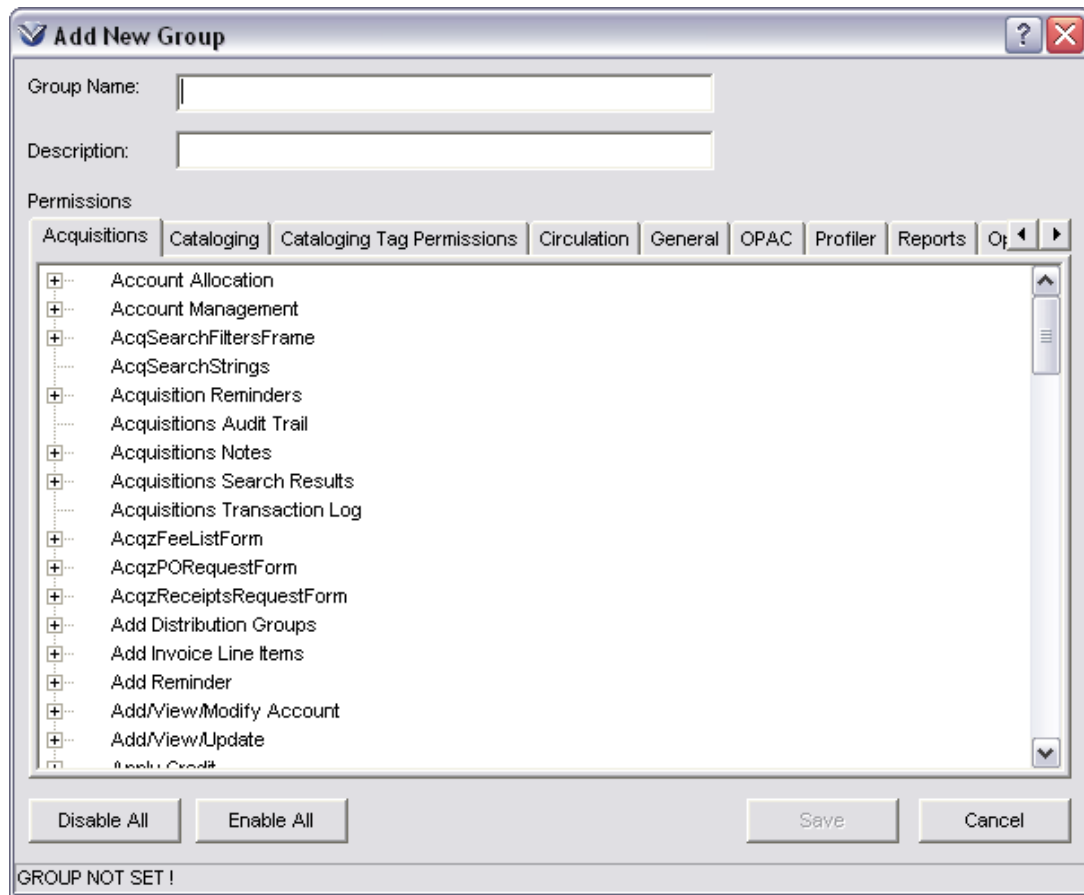 Add New Group
Group Name:
Description:
Permissions
Acquisitions Cataloging Cataloging Tag Permissions Circulation General OPAC Profiler Reports
Account Allocation
Account Management
AcqSearchFiltersFrame
AcqSearchStrings
Acquisition Reminders
Acquisitions Audit Trail
Acquisitions Notes
Acquisitions Search Results
Acquisitions Transaction Log
AcqzFeeListForm
AcqzPORequestForm
AcqzReceiptsRequestForm
Add Distribution Groups
Add Invoice Line Items
Add Reminder
Add/View/Modify Account
Add/View/Update
Apply Credit
Disable All Enable All Save Cancel
GROUP NOT SET !